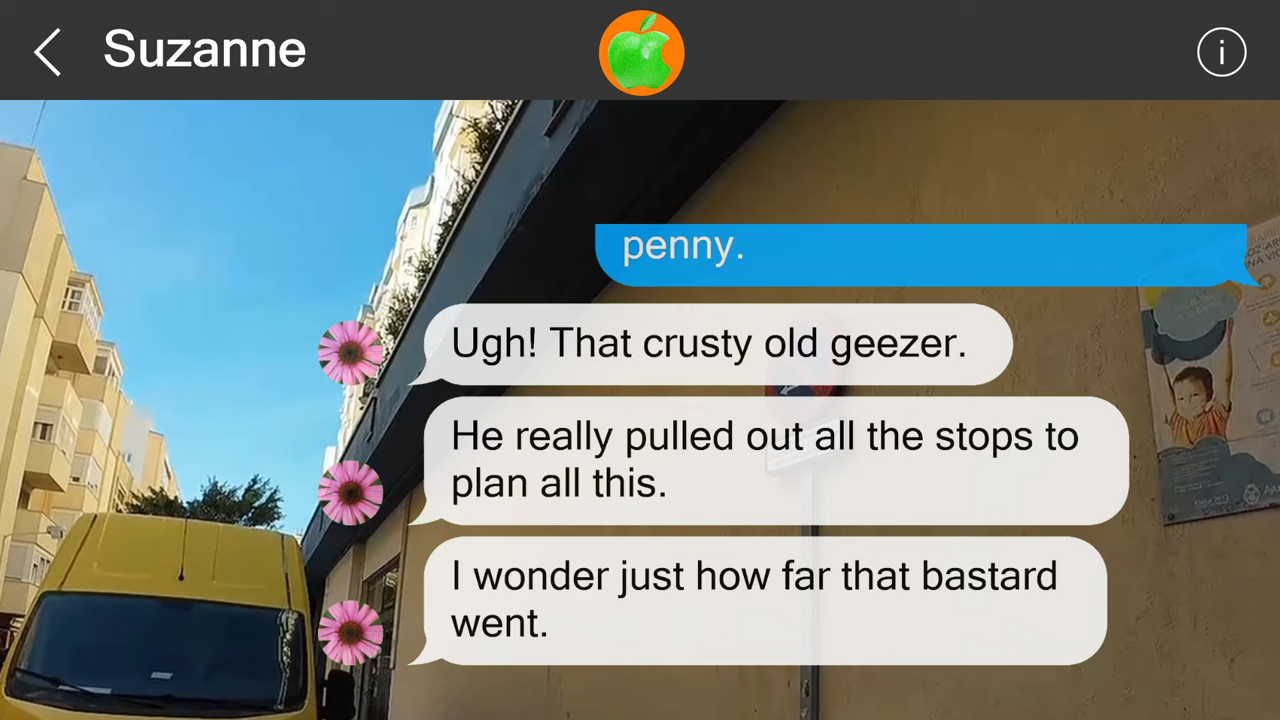 Suzanne
i
penny.
Ugh! That crusty old geezer.
He really pulled out all the stops to
plan all this.
I wonder just how far that bastard
went.